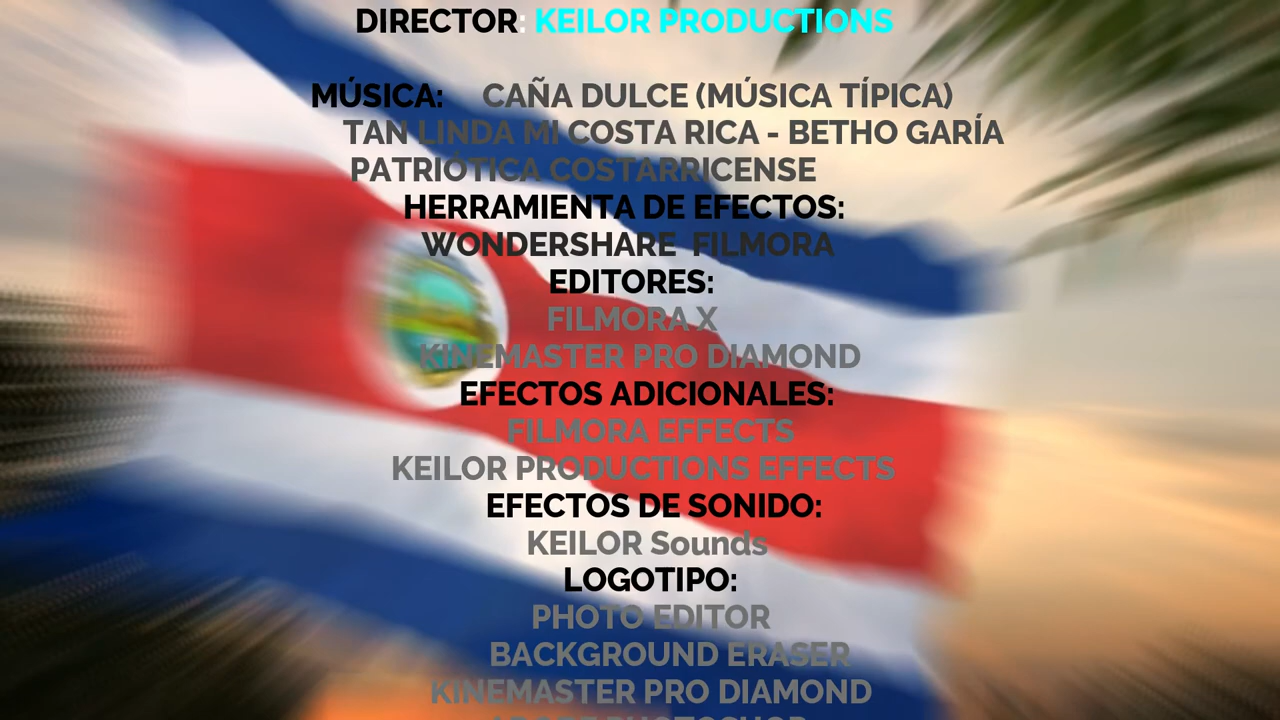 DIRECTOR: KEILOR PRODUCTIONS
MÚSICA: CAÑA DULCE (MÚSICA TÍPICA)
TAN LINDA MI COSTA RICA - BETHO GARÍA
PATRIÓTICA COSTARRICENSE
HERRAMIENTA DE EFECTOS:
WONDERSHARE FILMORA
EDITORES:
FILMORA X
KINEMASTER PRO DIAMOND
EFECTOS ADICIONALES:
FILMORA EFFECTS
KEILOR PRODUCTIONS EFFECTS
EFECTOS DE SONIDO:
KEILOR Sounds
LOGOTIPO:
PHOTO EDITOR
BACKGROUND ERASER
KINEMASTER PRO DIAMOND